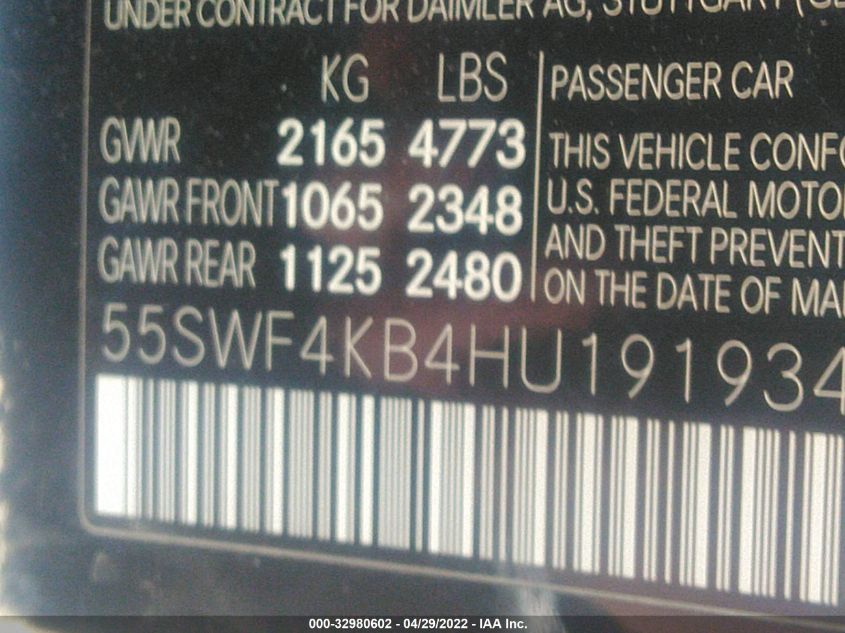 UNDER CONTRACT FOR DAIMLER AG, STUTTGART (GE
KG LBS
GVWR 2165 4773
GAWR FRONT 1065 2348
GAWR REAR 1125 2480
PASSENGER CAR
THIS VEHICLE CONFO
U.S. FEDERAL MOTO
AND THEFT PREVENT
ON THE DATE OF MA
55SWF4KB4HU191934
000-32980602 - 04/29/2022 - IAA Inc.